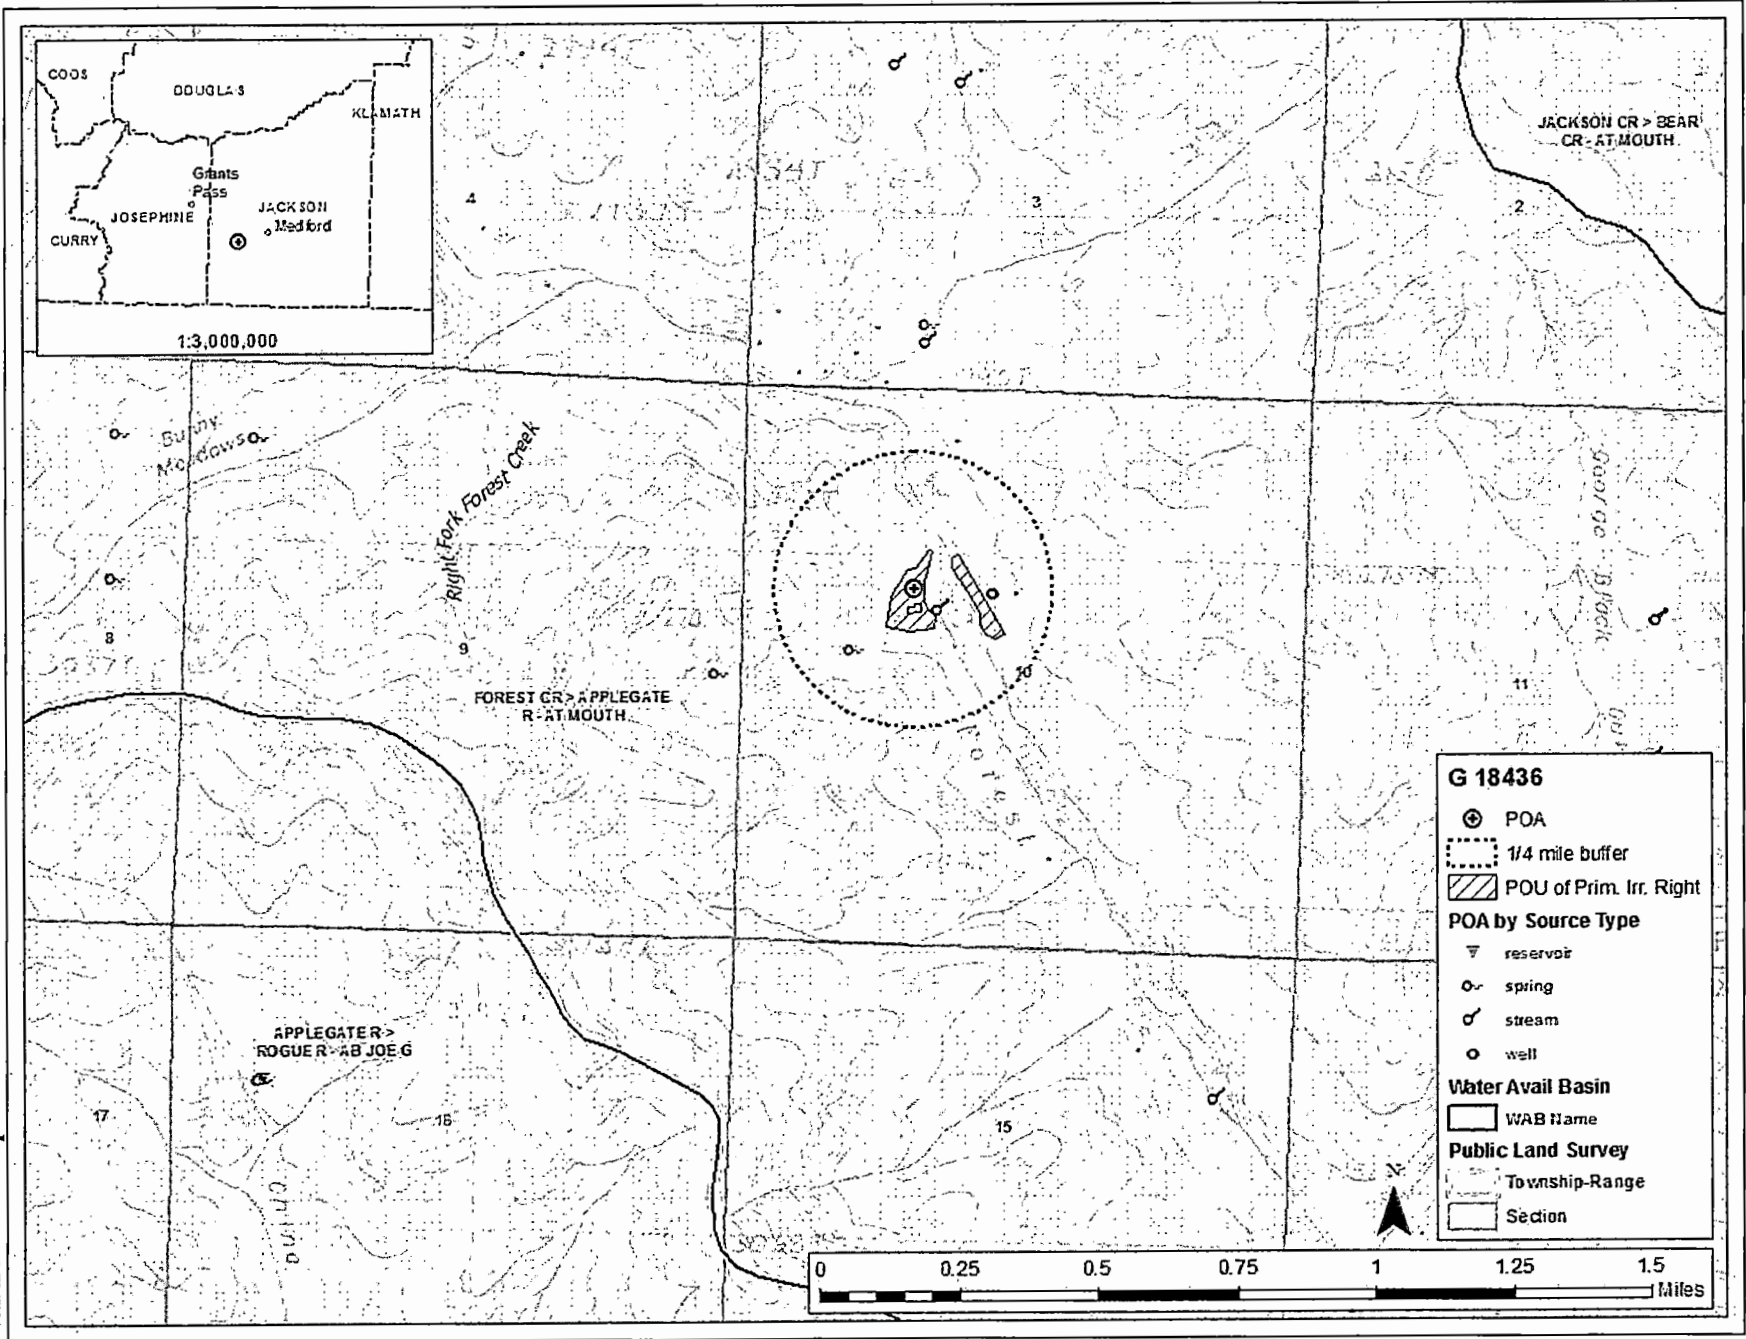 COOS
DOUGLAS
KLAMATH
Grants
Pass
JOSEPHINE
JACKSON
Medford
CURRY
1:3,000,000
JACKSON CR > BEAR
CR - AT MOUTH
4
3
2
Bunny
Meadows
Right Fork Forest Creek
George Black
8
9
10
11
FOREST CR > APPLEGATE
R - AT MOUTH
Forest
APPLEGATE R >
ROGUE R - AB JOE G
17
16
15
China
G 18436
POA
1/4 mile buffer
POU of Prim. Irr. Right
POA by Source Type
reservoir
spring
stream
well
Water Avail Basin
WAB Name
Public Land Survey
Township-Range
Section
N
0 0.25 0.5 0.75 1 1.25 1.5
Miles